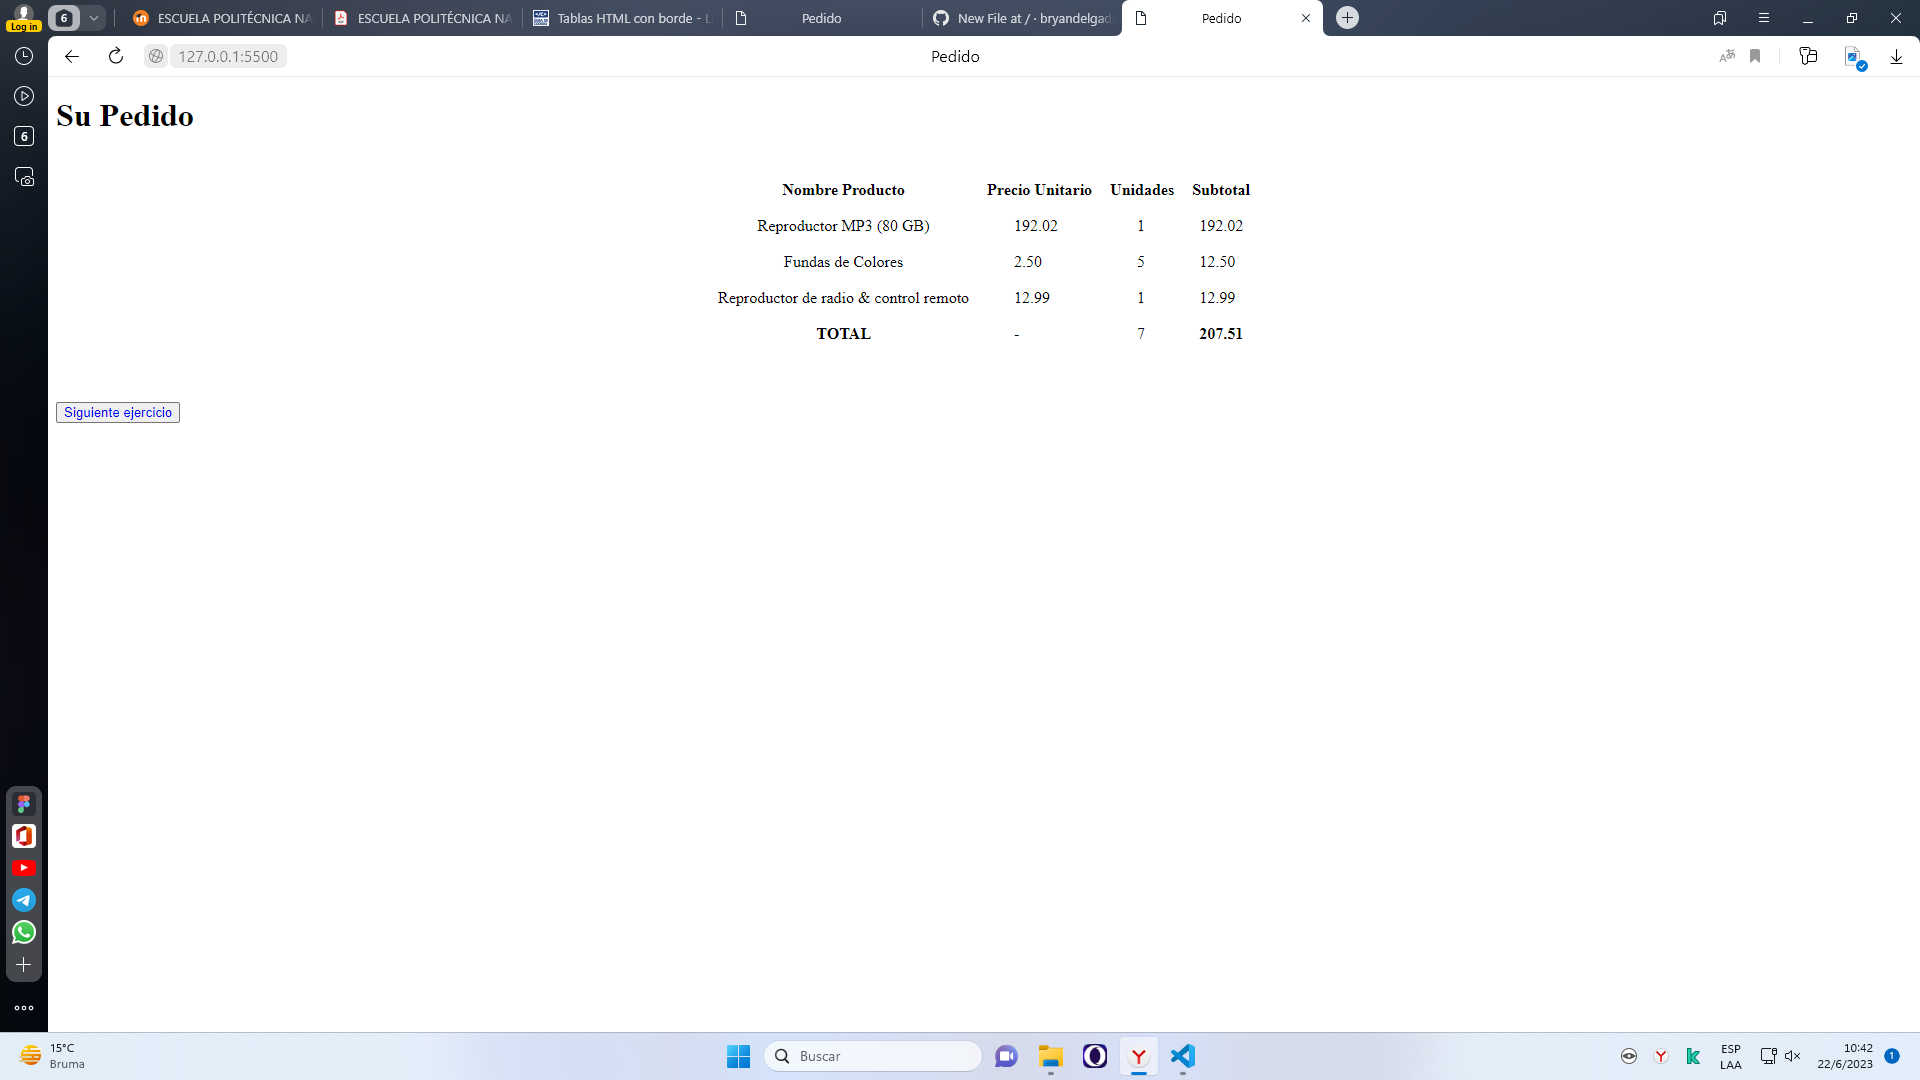 6
ESCUELA POLITÉCNICA NA
ESCUELA POLITÉCNICA NA
Tablas HTML con borde - L
Pedido
New File at / · bryandelgad
Pedido
Log in
127.0.0.1:5500
Pedido
6
Su Pedido
Nombre Producto Precio Unitario Unidades Subtotal
Reproductor MP3 (80 GB) 192.02 1 192.02
Fundas de Colores 2.50 5 12.50
Reproductor de radio & control remoto 12.99 1 12.99
TOTAL - 7 207.51
Siguiente ejercicio
15°C
Bruma
Buscar
ESP
LAA
10:42
22/6/2023
1